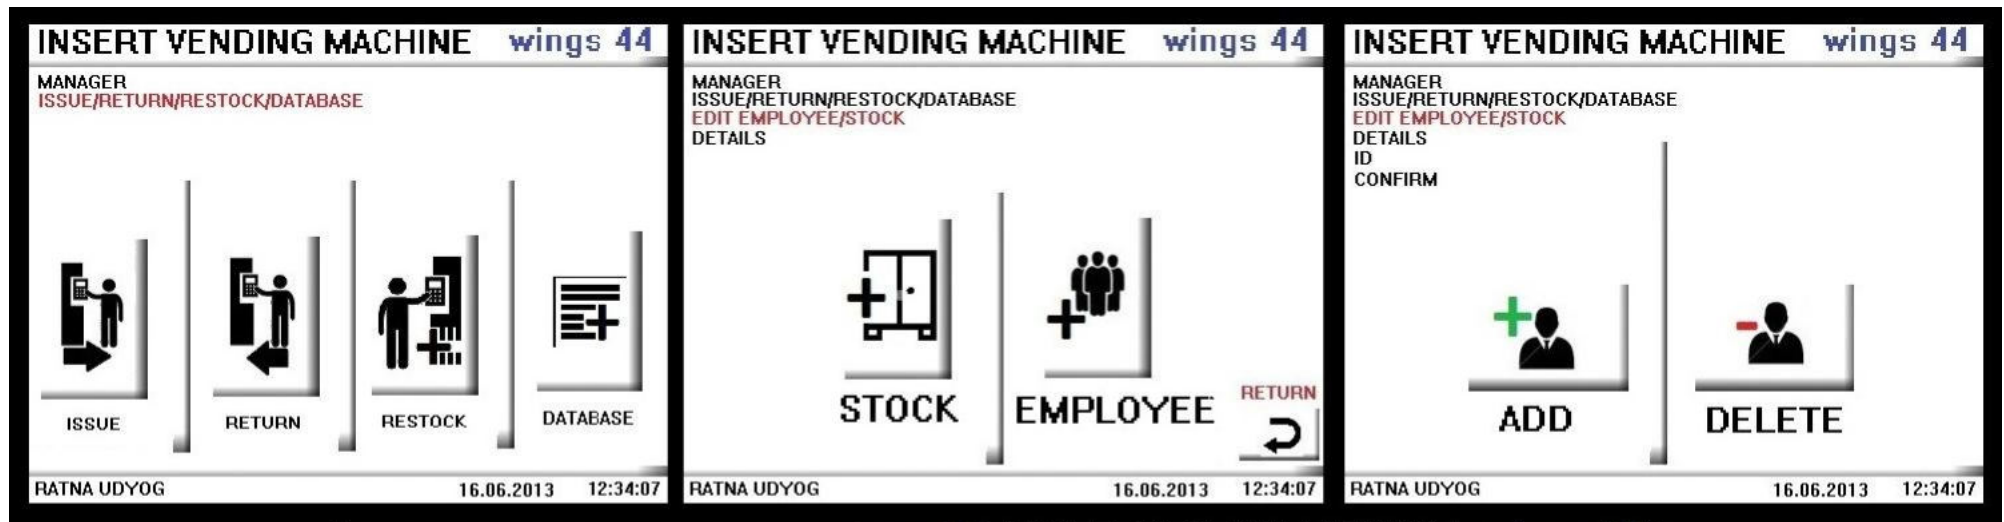 INSERT VENDING MACHINE wings 44
MANAGER
ISSUE/RETURN/RESTOCK/DATABASE
ISSUE
RETURN
RESTOCK
DATABASE
RATNA UDYOG 16.06.2013 12:34:07
INSERT VENDING MACHINE wings 44
MANAGER
ISSUE/RETURN/RESTOCK/DATABASE
EDIT EMPLOYEE/STOCK
DETAILS
STOCK
EMPLOYEE
RETURN
RATNA UDYOG 16.06.2013 12:34:07
INSERT VENDING MACHINE wings 44
MANAGER
ISSUE/RETURN/RESTOCK/DATABASE
EDIT EMPLOYEE/STOCK
DETAILS
ID
CONFIRM
ADD
DELETE
RATNA UDYOG 16.06.2013 12:34:07